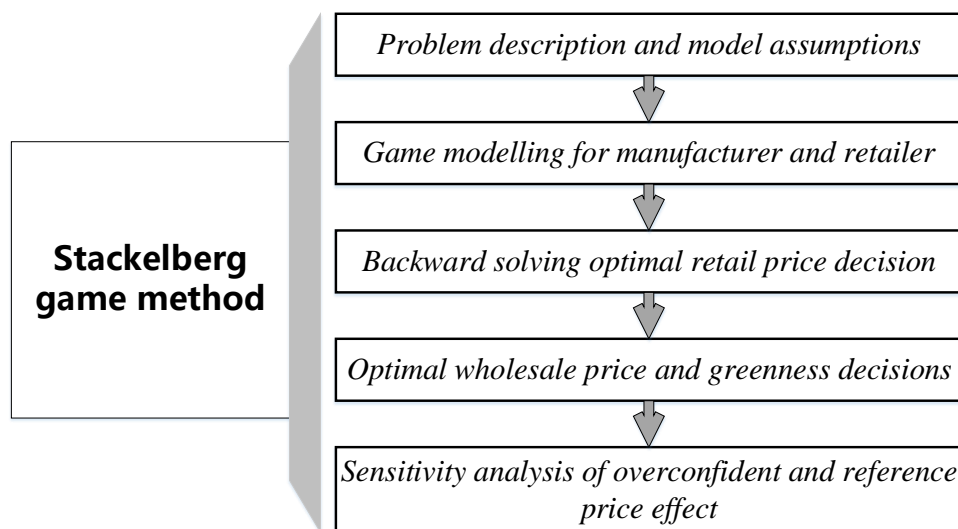 Problem description and model assumptions
Game modelling for manufacturer and retailer
Stackelberg
game method
Backward solving optimal retail price decision
Optimal wholesale price and greenness decisions
Sensitivity analysis of overconfident and reference
price effect